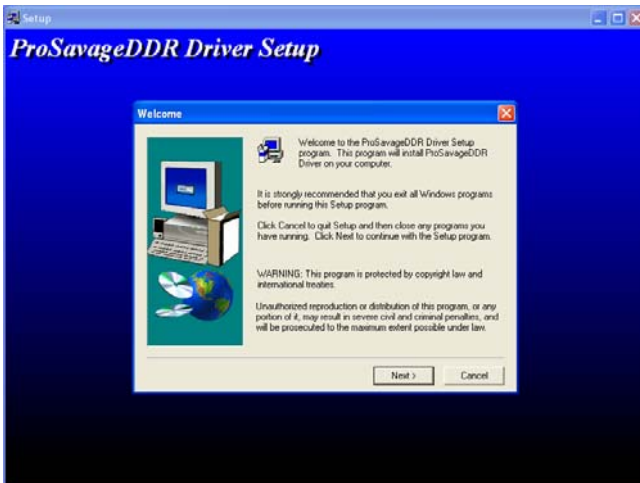 Setup
ProSavageDDR Driver Setup
Welcome
Welcome to the ProSavageDDR Driver Setup
program. This program will install ProSavageDDR
Driver on your computer.
It is strongly recommended that you exit all Windows programs
before running this Setup program.
Click Cancel to quit Setup and then close any programs you
have running. Click Next to continue with the Setup program.
WARNING: This program is protected by copyright law and
international treaties.
Unauthorized reproduction or distribution of this program, or any
portion of it, may result in severe civil and criminal penalties, and
will be prosecuted to the maximum extent possible under law.
Next >
Cancel